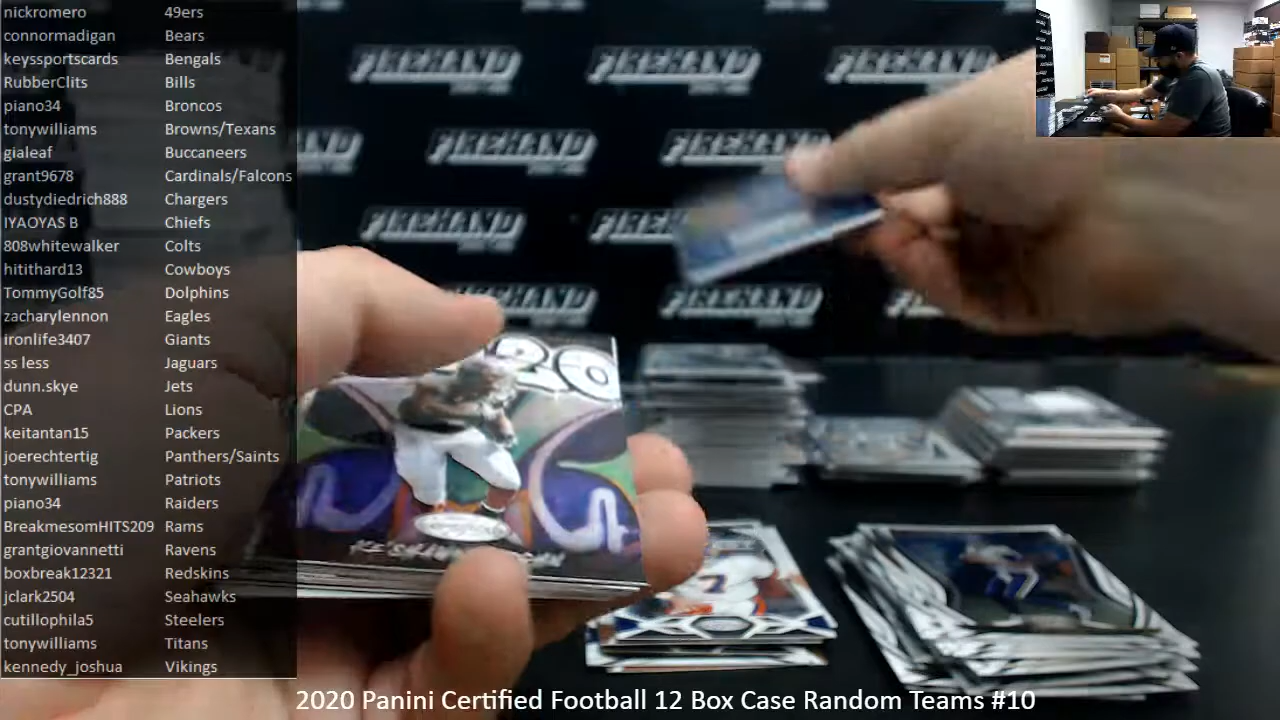 nickromero 49ers
connormadigan Bears
keyssportscards Bengals
RubberClits Bills
piano34 Broncos
tonywilliams Browns/Texans
gialeaf Buccaneers
grant9678 Cardinals/Falcons
dustydiedrich888 Chargers
IYAOYAS B Chiefs
808whitewalker Colts
hitithard13 Cowboys
TommyGolf85 Dolphins
zacharylennon Eagles
ironlife3407 Giants
ss less Jaguars
dunn.skye Jets
CPA Lions
keitantan15 Packers
joerechtertig Panthers/Saints
tonywilliams Patriots
piano34 Raiders
BreakmesomHITS209 Rams
grantgiovannetti Ravens
boxbreak12321 Redskins
jclark2504 Seahawks
cutillophila5 Steelers
tonywilliams Titans
kennedy_joshua Vikings
FIREHAND FIREHAND FIREHAND
FIREHAND FIREHAND
FIREHAND FIREHAND
FIREHAND FIREHAND
2020 Panini Certified Football 12 Box Case Random Teams #10